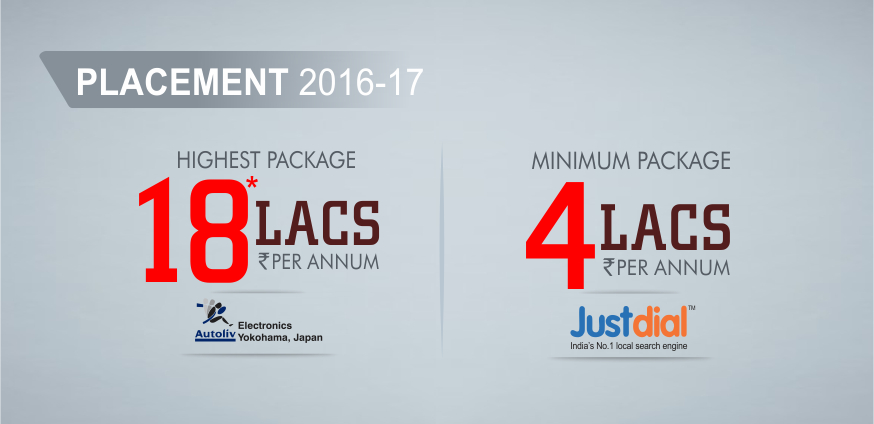 PLACEMENT 2016-17
HIGHEST PACKAGE
18* LACS
₹ PER ANNUM
Autoliv Electronics
Yokohama, Japan
MINIMUM PACKAGE
4 LACS
₹ PER ANNUM
Justdial™
India's No.1 local search engine